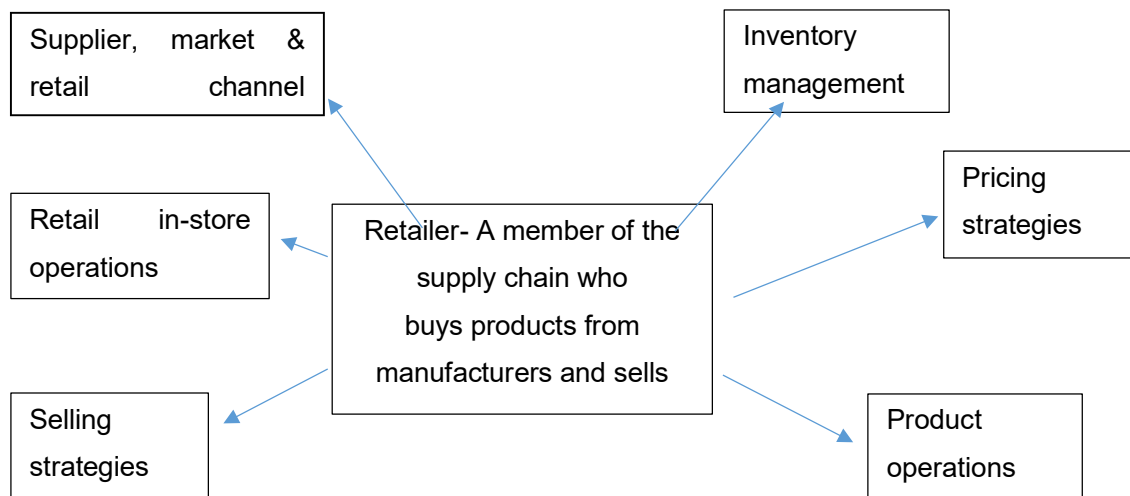 Supplier, market &
retail channel
Inventory
management
Pricing
strategies
Retail in-store
operations
Retailer- A member of the
supply chain who
buys products from
manufacturers and sells
Selling
strategies
Product
operations